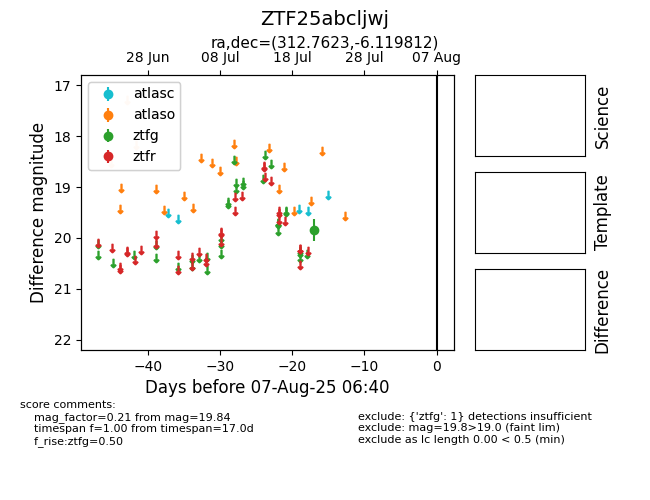 ZTF25abcljwj
ra,dec=(312.7623,-6.119812)
28 Jun 08 Jul 18 Jul 28 Jul 07 Aug
atlasc
atlaso
ztfg
ztfr
17
18
19
20
21
22
Difference magnitude
−40 −30 −20 −10 0
Days before 07-Aug-25 06:40
Science
Template
Difference
score comments:
mag_factor=0.21 from mag=19.84
timespan f=1.00 from timespan=17.0d
f_rise:ztfg=0.50
exclude: {'ztfg': 1} detections insufficient
exclude: mag=19.8>19.0 (faint lim)
exclude as lc length 0.00 < 0.5 (min)